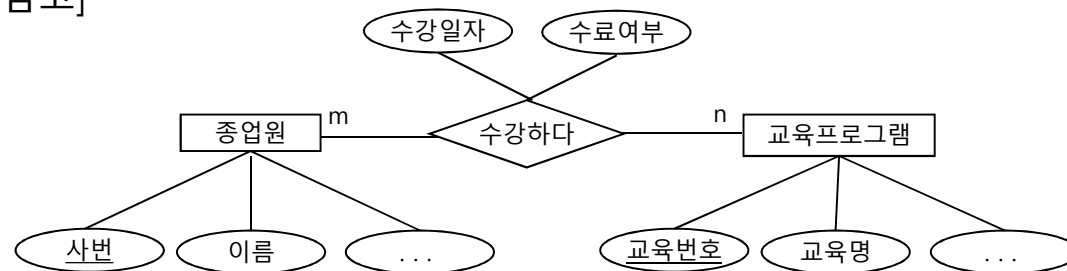 참고]
수강일자 수료여부
종업원 m 수강하다 n 교육프로그램
사번 이름 . . . 교육번호 교육명 . . .